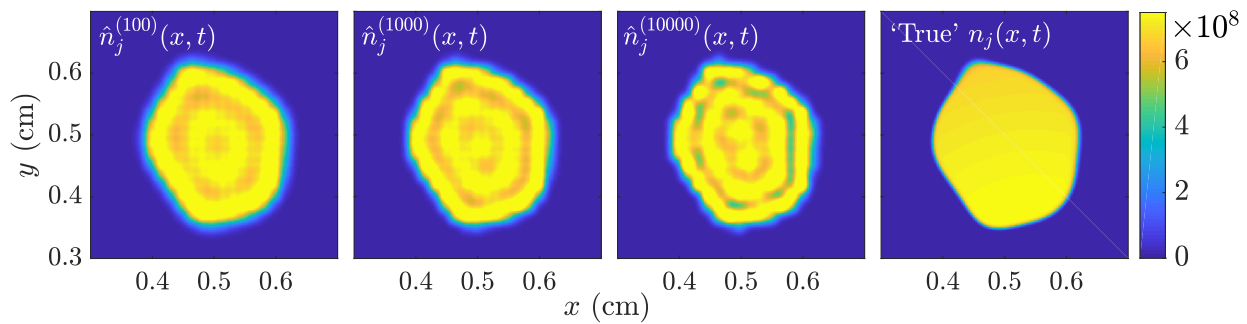 n̂_j^{(100)}(x, t)
n̂_j^{(1000)}(x, t)
n̂_j^{(10000)}(x, t)
‘True’ n_j(x, t)
×10^8
0.6
0.5
0.4
0.3
y (cm)
6
4
2
0
0.4 0.5 0.6
0.4 0.5 0.6
0.4 0.5 0.6
0.4 0.5 0.6
x (cm)